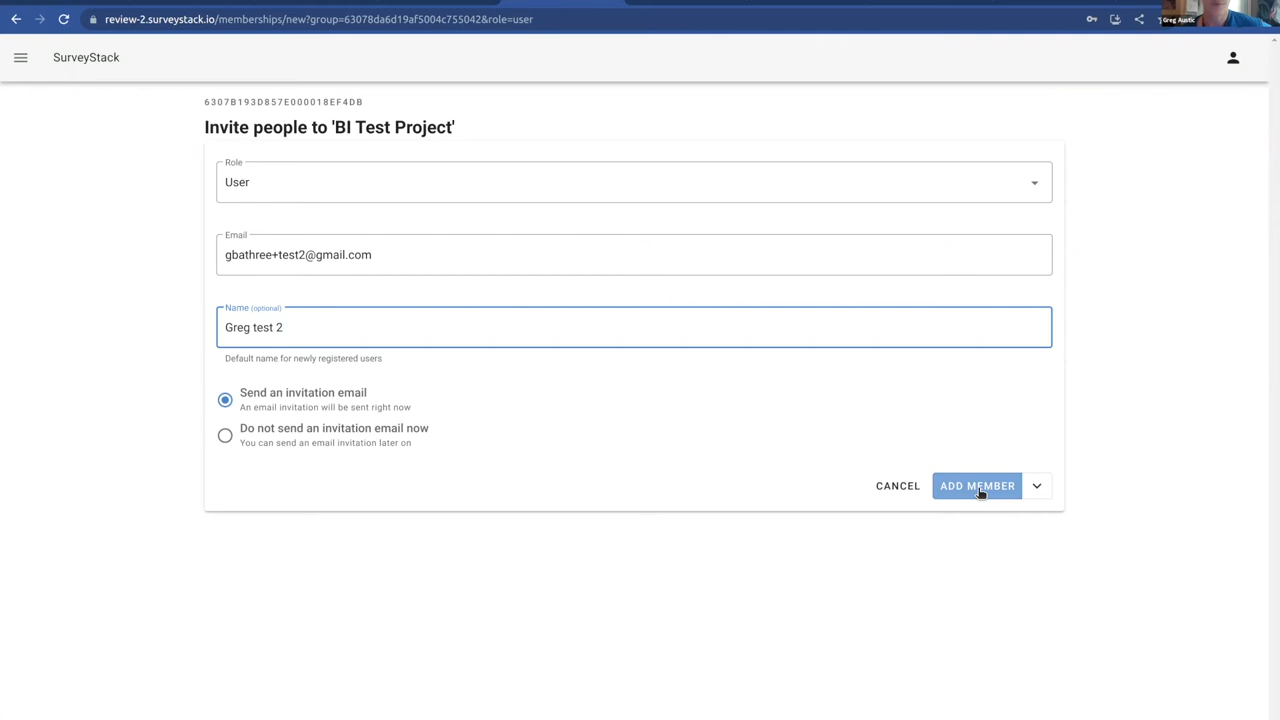 review-2.surveystack.io/memberships/new?group=63078da6d19af5004c755042&role=user
Greg Austic
SurveyStack
6307B193D857E000018EF4DB
Invite people to 'BI Test Project'
Role
User
Email
gbathree+test2@gmail.com
Name (optional)
Greg test 2
Default name for newly registered users
Send an invitation email
An email invitation will be sent right now
Do not send an invitation email now
You can send an email invitation later on
CANCEL
ADD MEMBER